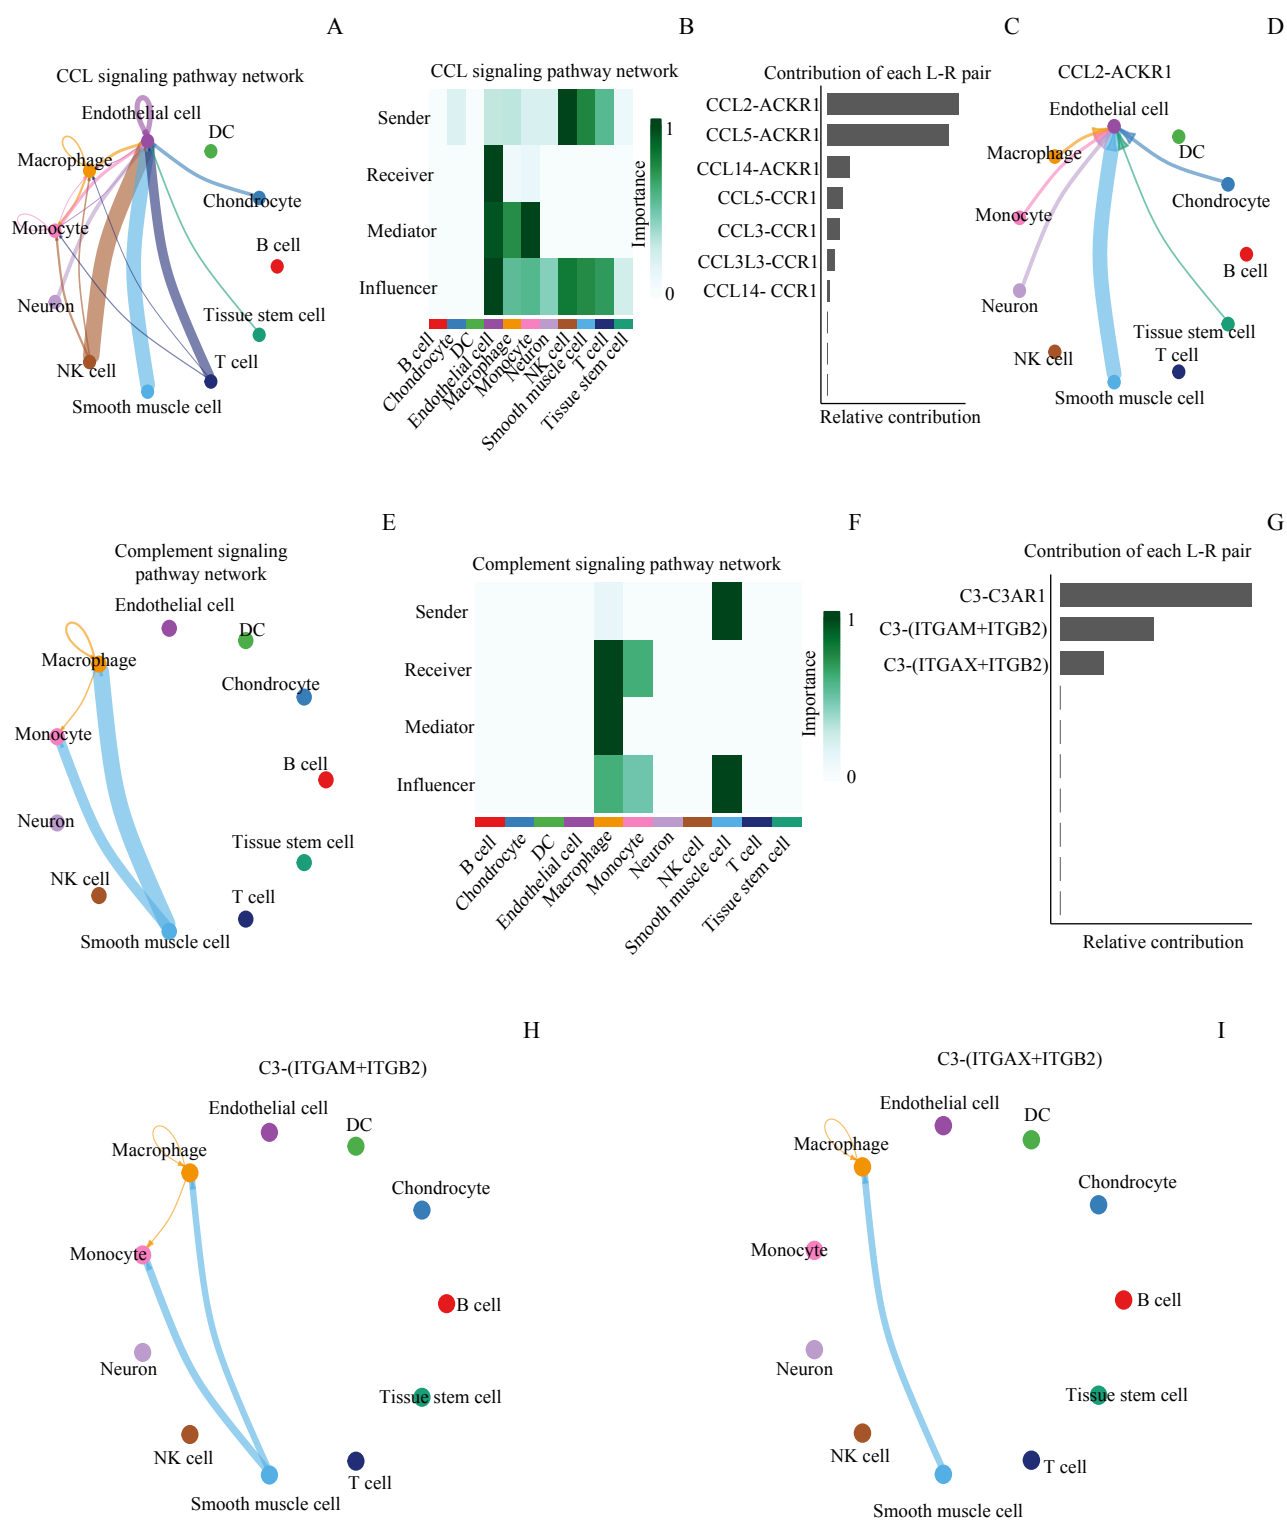 A
CCL signaling pathway network
Endothelial cell
DC
Macrophage
Chondrocyte
Monocyte
B cell
Neuron
Tissue stem cell
NK cell
T cell
Smooth muscle cell
B
CCL signaling pathway network
Sender
Receiver
Mediator
Influencer
Importance
1
0
B cell
Chondrocyte
DC
Endothelial cell
Macrophage
Monocyte
Neuron
NK cell
Smooth muscle cell
T cell
Tissue stem cell
C
Contribution of each L-R pair
CCL2-ACKR1
CCL5-ACKR1
CCL14-ACKR1
CCL5-CCR1
CCL3-CCR1
CCL3L3-CCR1
CCL14- CCR1
Relative contribution
D
CCL2-ACKR1
Endothelial cell
DC
Macrophage
Chondrocyte
Monocyte
B cell
Neuron
Tissue stem cell
NK cell
T cell
Smooth muscle cell
E
Complement signaling
pathway network
Endothelial cell
DC
Macrophage
Chondrocyte
Monocyte
B cell
Neuron
Tissue stem cell
NK cell
T cell
Smooth muscle cell
F
Complement signaling pathway network
Sender
Receiver
Mediator
Influencer
Importance
1
0
B cell
Chondrocyte
DC
Endothelial cell
Macrophage
Monocyte
Neuron
NK cell
Smooth muscle cell
T cell
Tissue stem cell
G
Contribution of each L-R pair
C3-C3AR1
C3-(ITGAM+ITGB2)
C3-(ITGAX+ITGB2)
Relative contribution
H
C3-(ITGAM+ITGB2)
Endothelial cell
DC
Macrophage
Chondrocyte
Monocyte
B cell
Neuron
Tissue stem cell
NK cell
T cell
Smooth muscle cell
I
C3-(ITGAX+ITGB2)
Endothelial cell
DC
Macrophage
Chondrocyte
Monocyte
B cell
Neuron
Tissue stem cell
NK cell
T cell
Smooth muscle cell